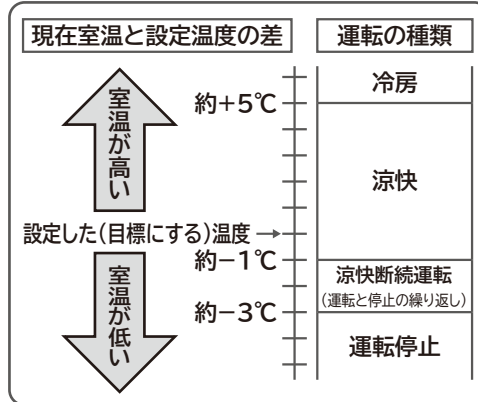 現在室温と設定温度の差
運転の種類
室温が高い
冷房
約+5℃
涼快
設定した(目標にする)温度→
約−1℃
室温が低い
涼快断続運転
(運転と停止の繰り返し)
約−3℃
運転停止